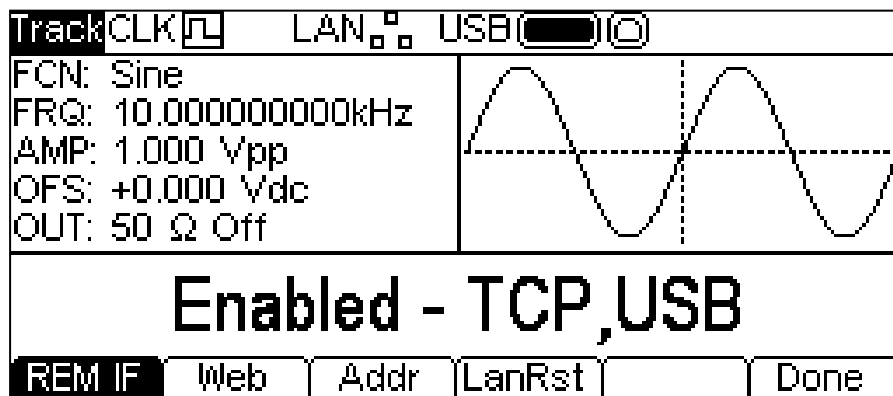 Track CLK LAN USB
FCN: Sine
FRQ: 10.000000000kHz
AMP: 1.000 Vpp
OFS: +0.000 Vdc
OUT: 50 Ω Off
Enabled - TCP,USB
REM IF Web Addr LanRst Done